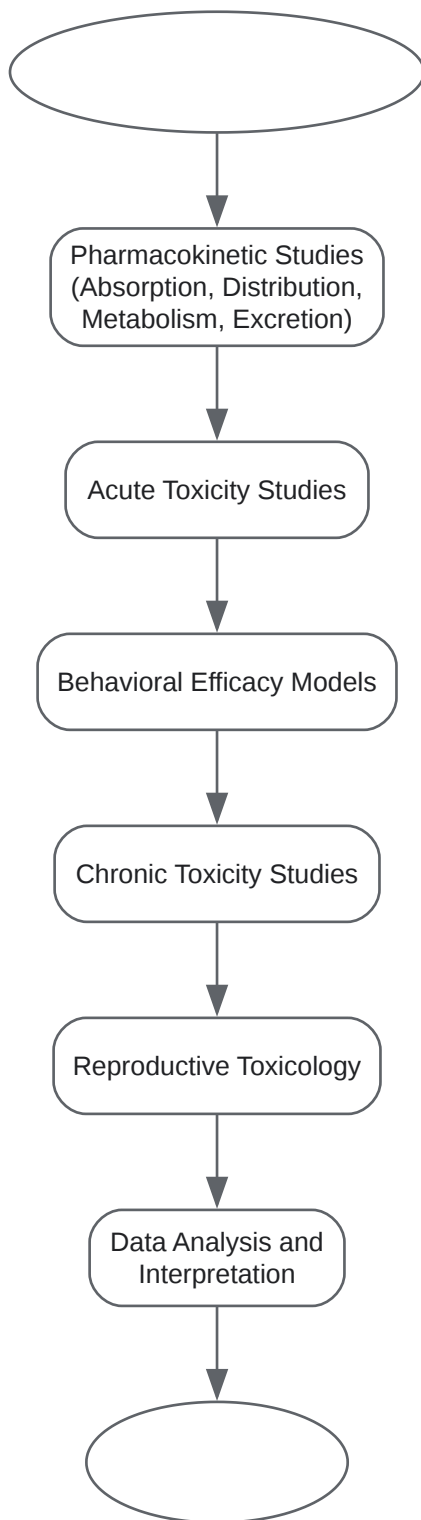 Pharmacokinetic Studies
(Absorption, Distribution,
Metabolism, Excretion)
Acute Toxicity Studies
Behavioral Efficacy Models
Chronic Toxicity Studies
Reproductive Toxicology
Data Analysis and
Interpretation